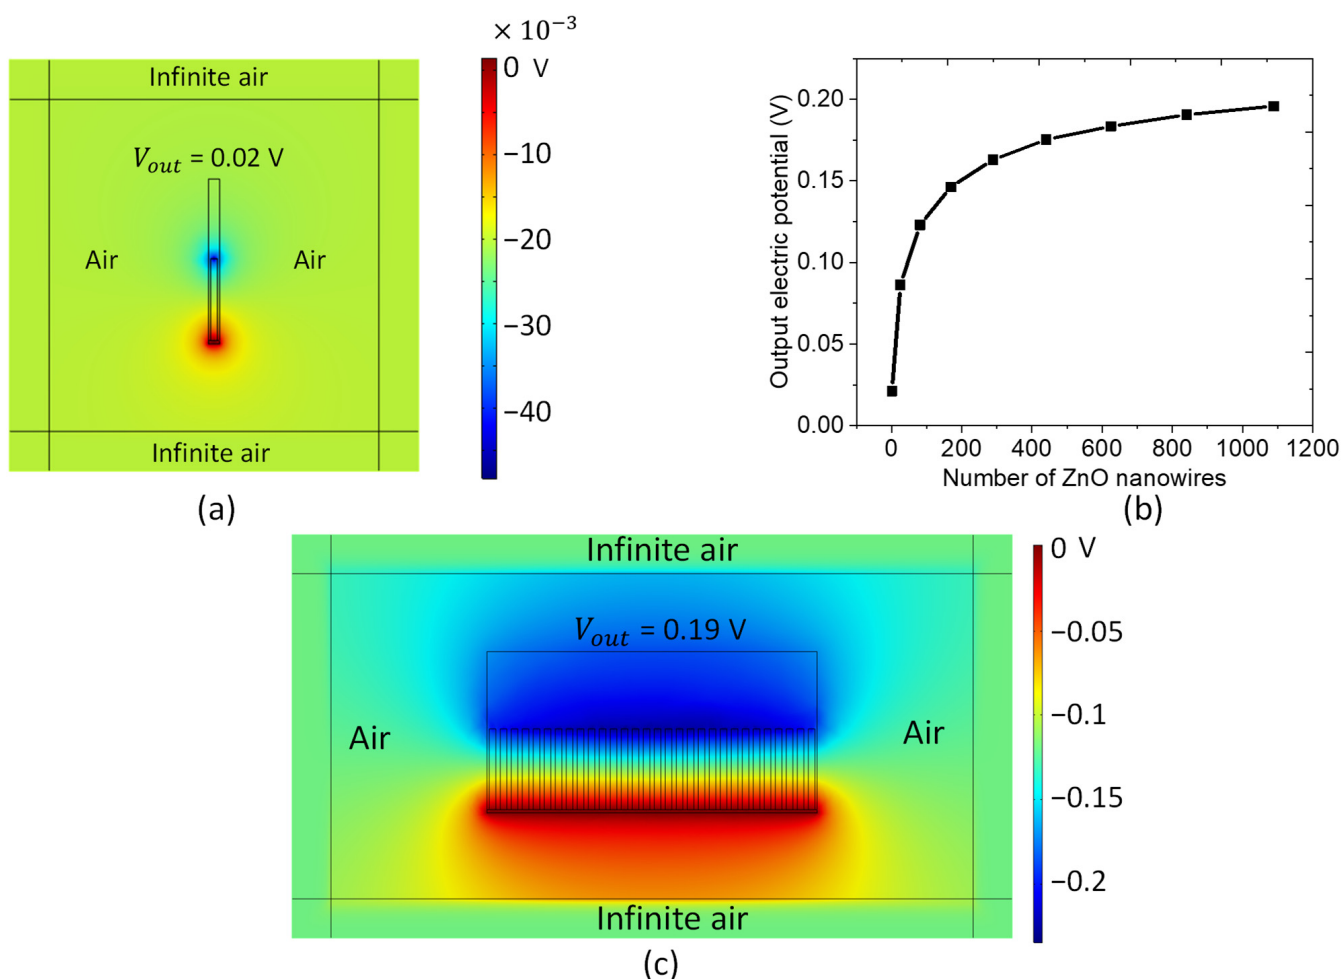 × 10⁻³
0 V
−10
−20
−30
−40
Infinite air
V_out = 0.02 V
Air Air
Infinite air
(a)
Output electric potential (V)
0.20
0.15
0.10
0.05
0.00
0 200 400 600 800 1000 1200
Number of ZnO nanowires
(b)
Infinite air
V_out = 0.19 V
Air Air
Infinite air
0 V
−0.05
−0.1
−0.15
−0.2
(c)